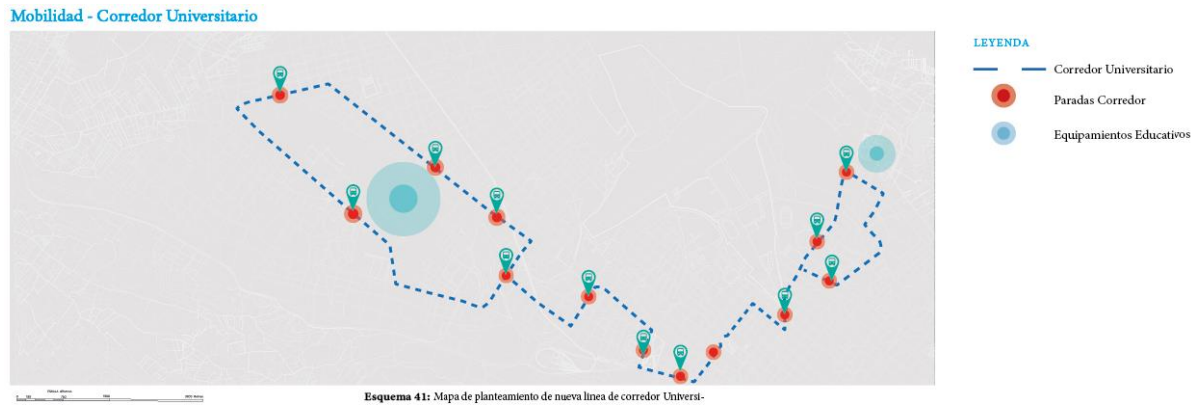 Mobilidad - Corredor Universitario
LEYENDA
Corredor Universitario
Paradas Corredor
Equipamientos Educativos
Esquema 41: Mapa de planteamiento de nueva línea de corredor Universi-